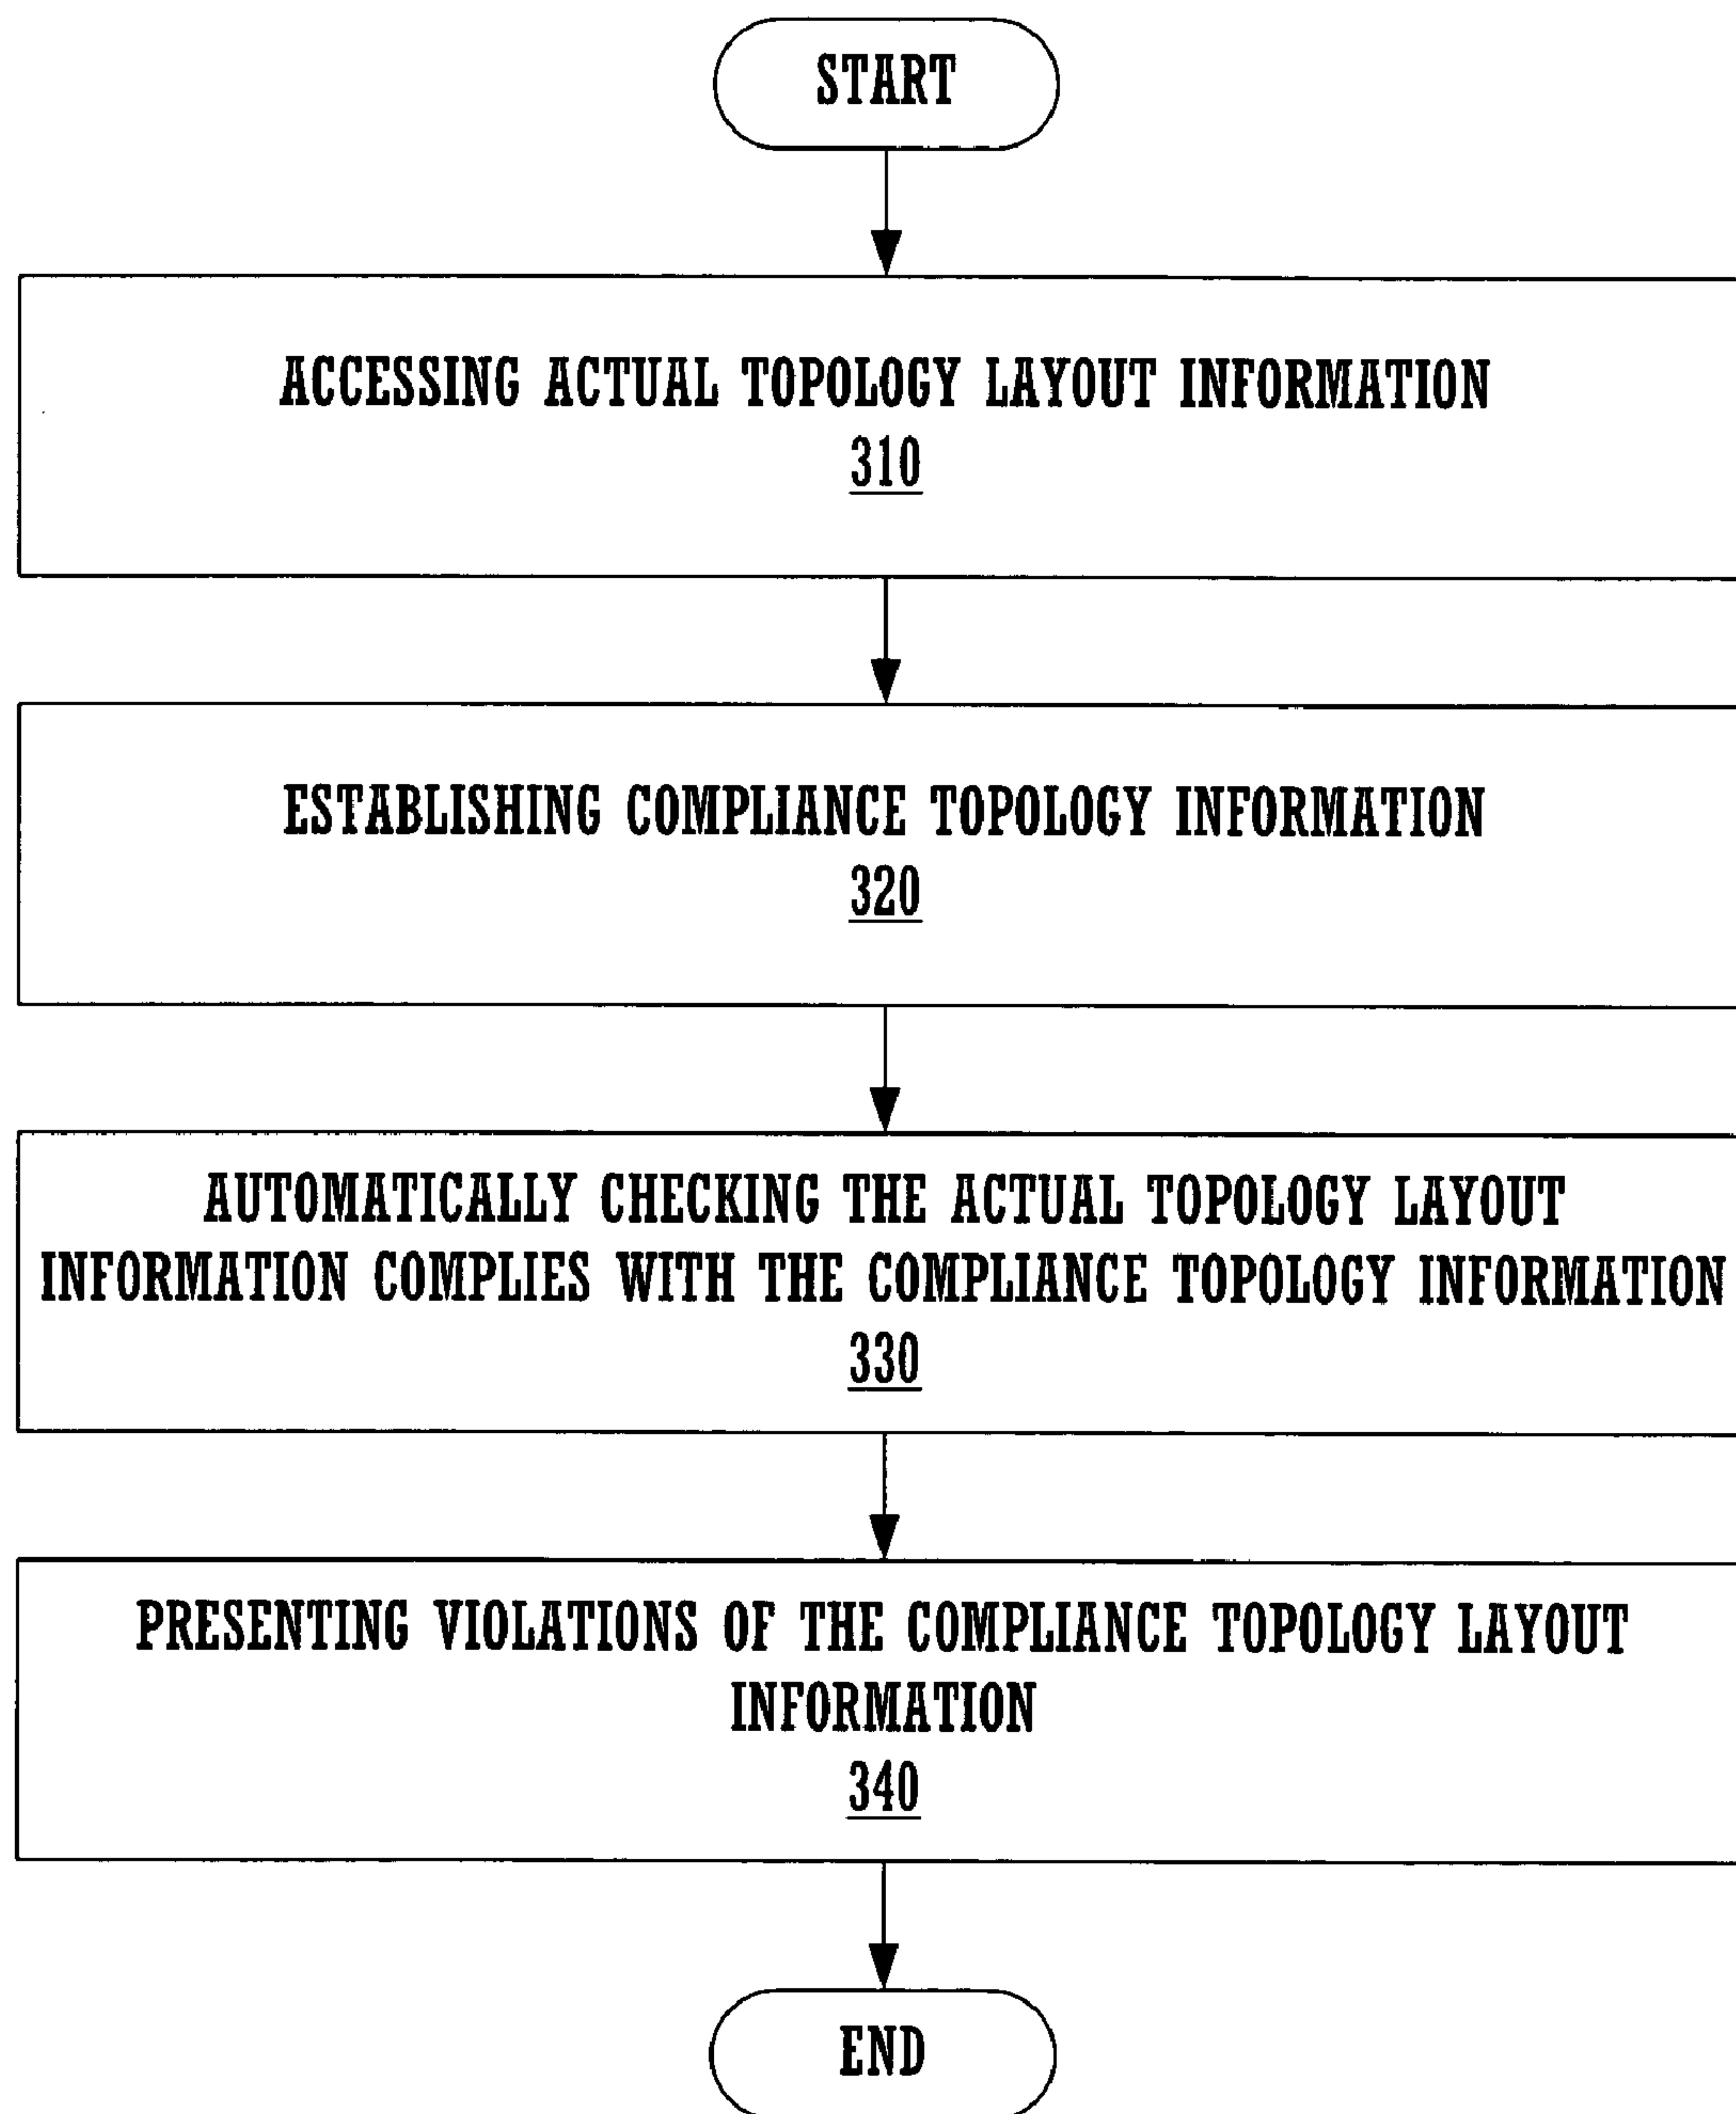 START
ACCESSING ACTUAL TOPOLOGY LAYOUT INFORMATION
310
ESTABLISHING COMPLIANCE TOPOLOGY INFORMATION
320
AUTOMATICALLY CHECKING THE ACTUAL TOPOLOGY LAYOUT
INFORMATION COMPLIES WITH THE COMPLIANCE TOPOLOGY INFORMATION
330
PRESENTING VIOLATIONS OF THE COMPLIANCE TOPOLOGY LAYOUT
INFORMATION
340
END